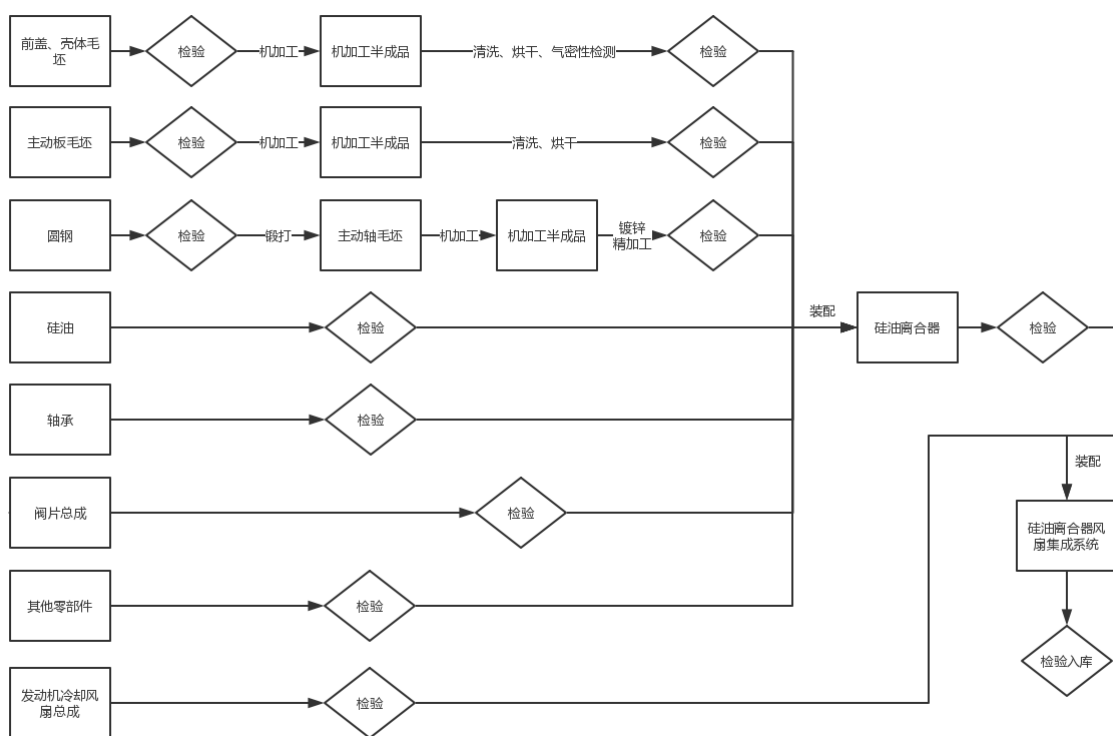 前盖、壳体毛
坯
检验
机加工
机加工半成品
清洗、烘干、气密性检测
检验
主动板毛坯
检验
机加工
机加工半成品
清洗、烘干
检验
圆钢
检验
锻打
主动轴毛坯
机加工
机加工半成品
镀锌
精加工
检验
硅油
检验
装配
硅油离合器
检验
轴承
检验
装配
阀片总成
检验
硅油离合器风
扇集成系统
其他零部件
检验
检验入库
发动机冷却风
扇总成
检验